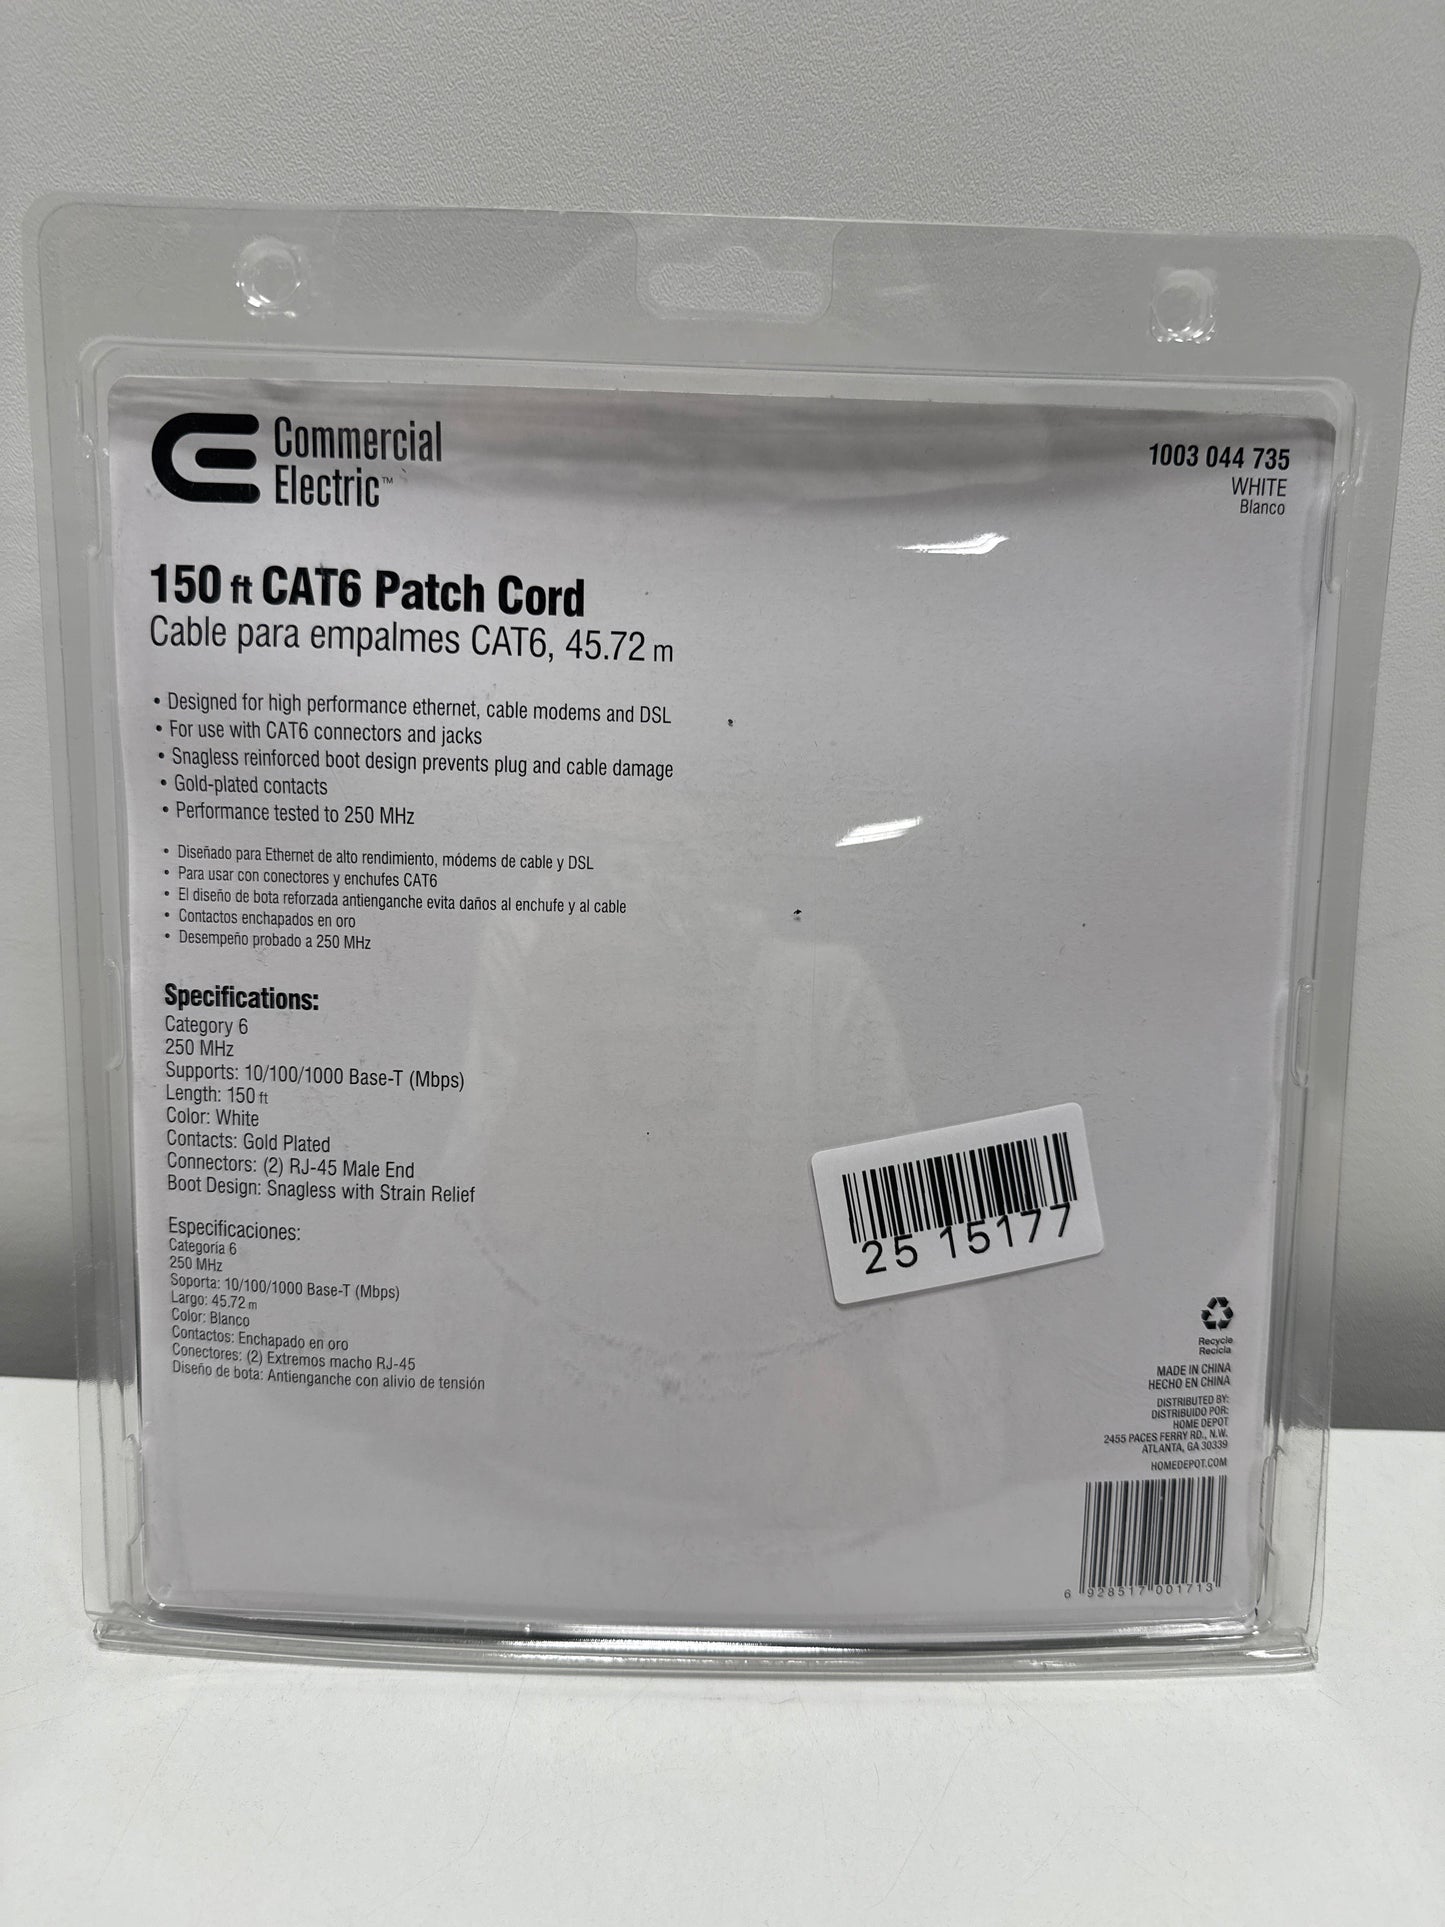 Commercial
Electric™
1003 044 735
WHITE
Blanco
150 ft CAT6 Patch Cord
Cable para empalmes CAT6, 45.72 m
• Designed for high performance ethernet, cable modems and DSL
• For use with CAT6 connectors and jacks
• Snagless reinforced boot design prevents plug and cable damage
• Gold-plated contacts
• Performance tested to 250 MHz
• Diseñado para Ethernet de alto rendimiento, módems de cable y DSL
• Para usar con conectores y enchufes CAT6
• El diseño de bota reforzada antienganche evita daños al enchufe y al cable
• Contactos enchapados en oro
• Desempeño probado a 250 MHz
Specifications:
Category 6
250 MHz
Supports: 10/100/1000 Base-T (Mbps)
Length: 150 ft
Color: White
Contacts: Gold Plated
Connectors: (2) RJ-45 Male End
Boot Design: Snagless with Strain Relief
Especificaciones:
Categoría 6
250 MHz
Soporta: 10/100/1000 Base-T (Mbps)
Largo: 45.72 m
Color: Blanco
Contactos: Enchapado en oro
Conectores: (2) Extremos macho RJ-45
Diseño de bota: Antienganche con alivio de tensión
25 15177
Recycle
Recicla
MADE IN CHINA
HECHO EN CHINA
DISTRIBUTED BY:
DISTRIBUIDO POR:
HOME DEPOT
2455 PACES FERRY RD., N.W.
ATLANTA, GA 30339
HOMEDEPOT.COM
6 928517 001713